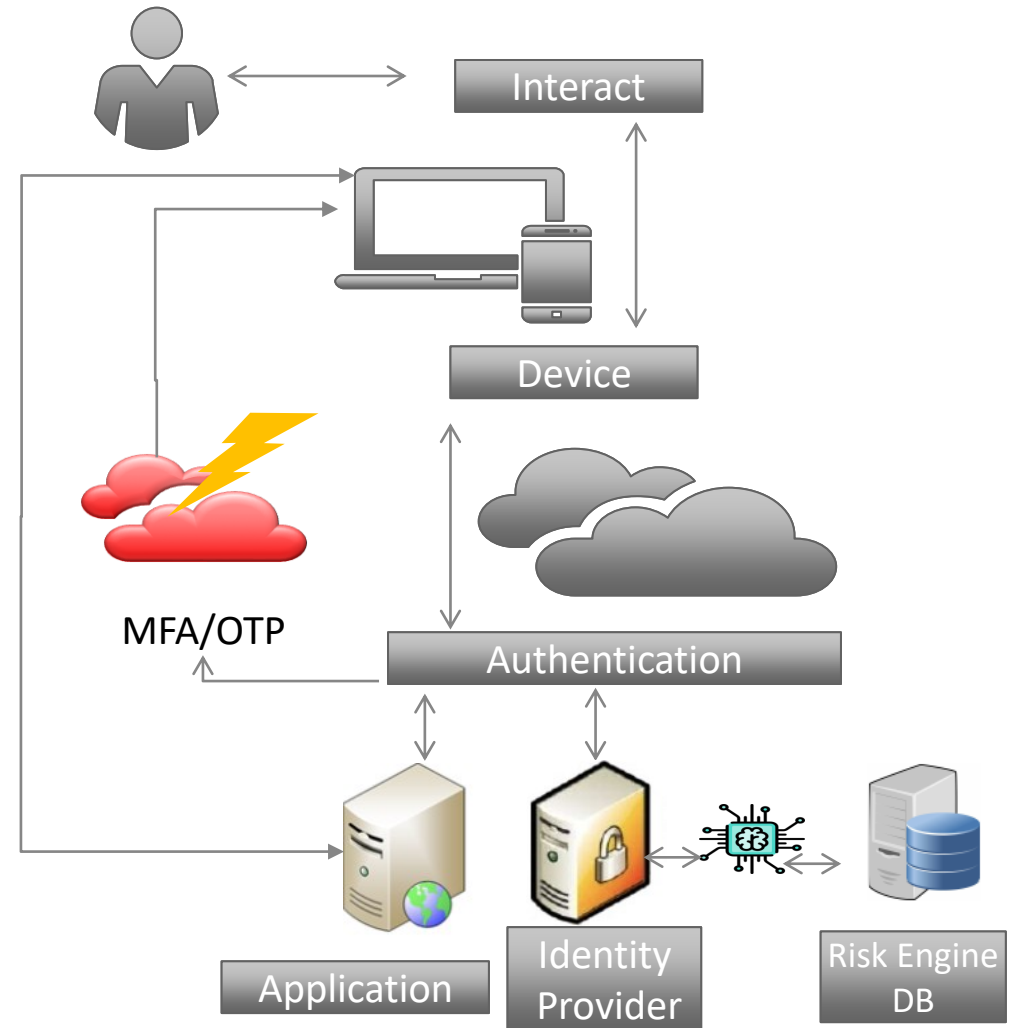 Interact
Device
MFA/OTP
Authentication
Application
Identity
Provider
Risk Engine
DB